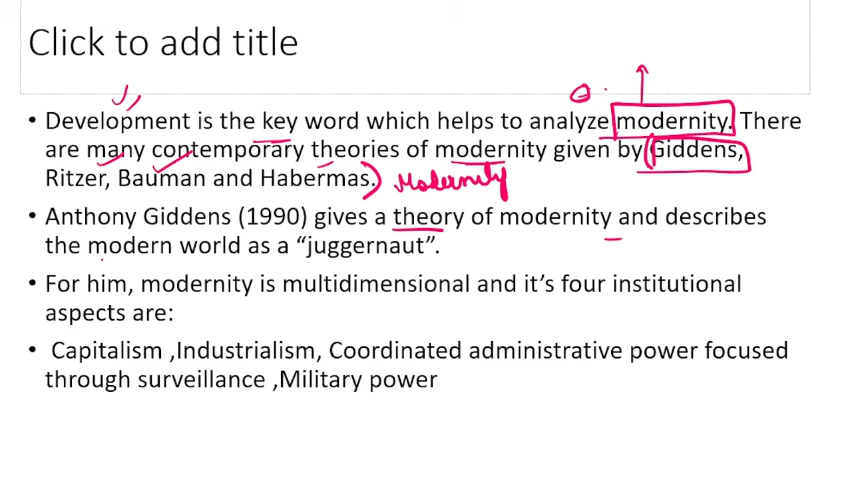 Click to add title
• Development is the key word which helps to analyze modernity. There
are many contemporary theories of modernity given by Giddens,
Ritzer, Bauman and Habermas. Modernity
• Anthony Giddens (1990) gives a theory of modernity and describes
the modern world as a “juggernaut”.
• For him, modernity is multidimensional and it’s four institutional
aspects are:
• Capitalism ,Industrialism, Coordinated administrative power focused
through surveillance ,Military power